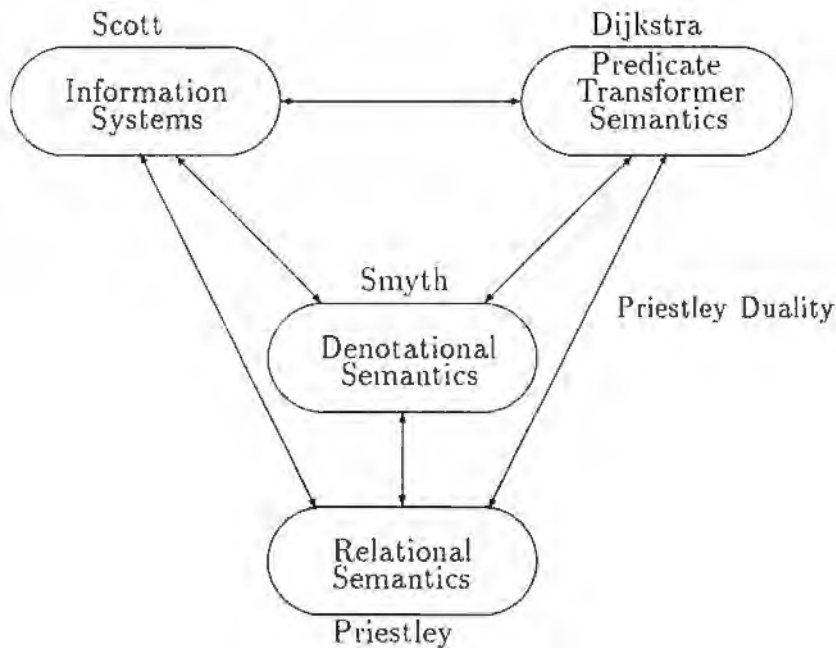 Scott
Information
Systems
Dijkstra
Predicate
Transformer
Semantics
Smyth
Denotational
Semantics
Priestley Duality
Relational
Semantics
Priestley